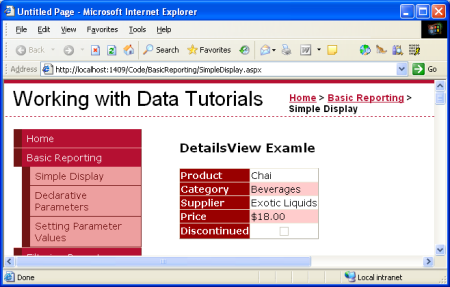 Untitled Page - Microsoft Internet Explorer
File Edit View Favorites Tools Help
Back Search Favorites
Address http://localhost:1409/Code/BasicReporting/SimpleDisplay.aspx Go
Working with Data Tutorials
Home > Basic Reporting >
Simple Display
Home
Basic Reporting
Simple Display
Declarative
Parameters
Setting Parameter
Values
DetailsView Examle
Product Chai
Category Beverages
Supplier Exotic Liquids
Price $18.00
Discontinued
Done Local intranet